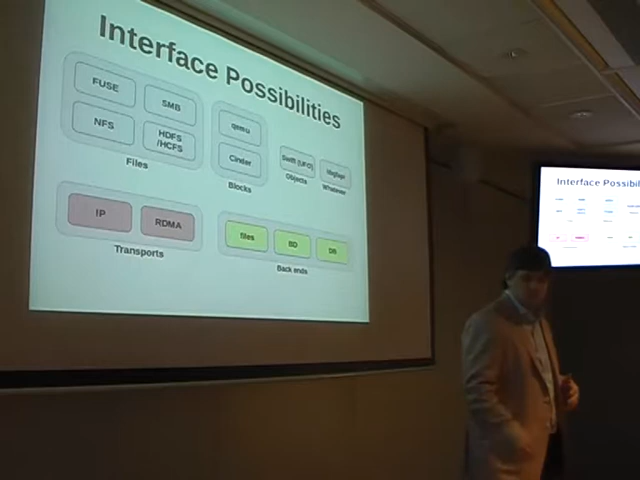 Interface Possibilities
FUSE
SMB
NFS
HDFS
/HCFS
Files
qemu
Cinder
Blocks
Swift (UFO)
Objects
Whatever
IP
RDMA
Transports
files
BD
DB
Back ends
Interface Possibil